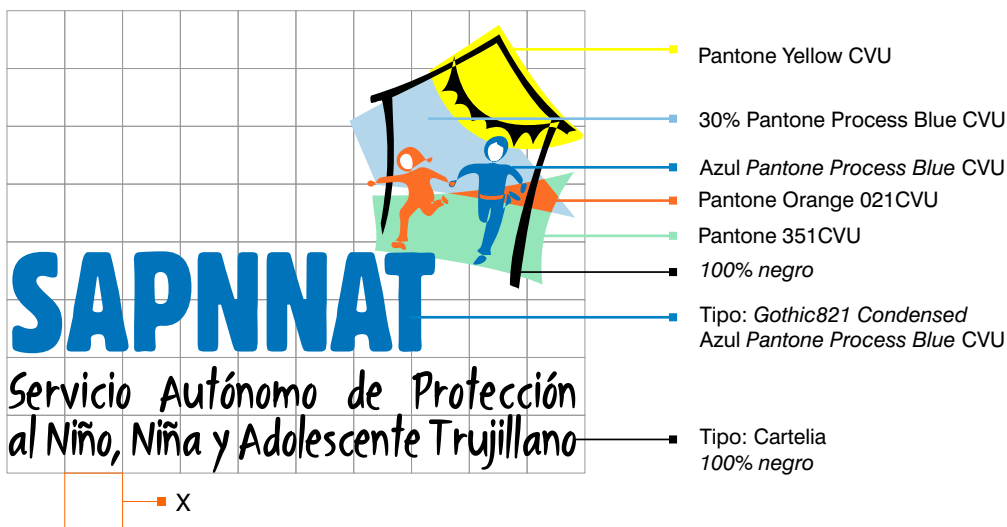 Pantone Yellow CVU
30% Pantone Process Blue CVU
Azul Pantone Process Blue CVU
Pantone Orange 021CVU
Pantone 351CVU
100% negro
SAPNNAT
Tipo: Gothic821 Condensed
Azul Pantone Process Blue CVU
Servicio Autónomo de Protección
al Niño, Niña y Adolescente Trujillano
Tipo: Cartelia
100% negro
X